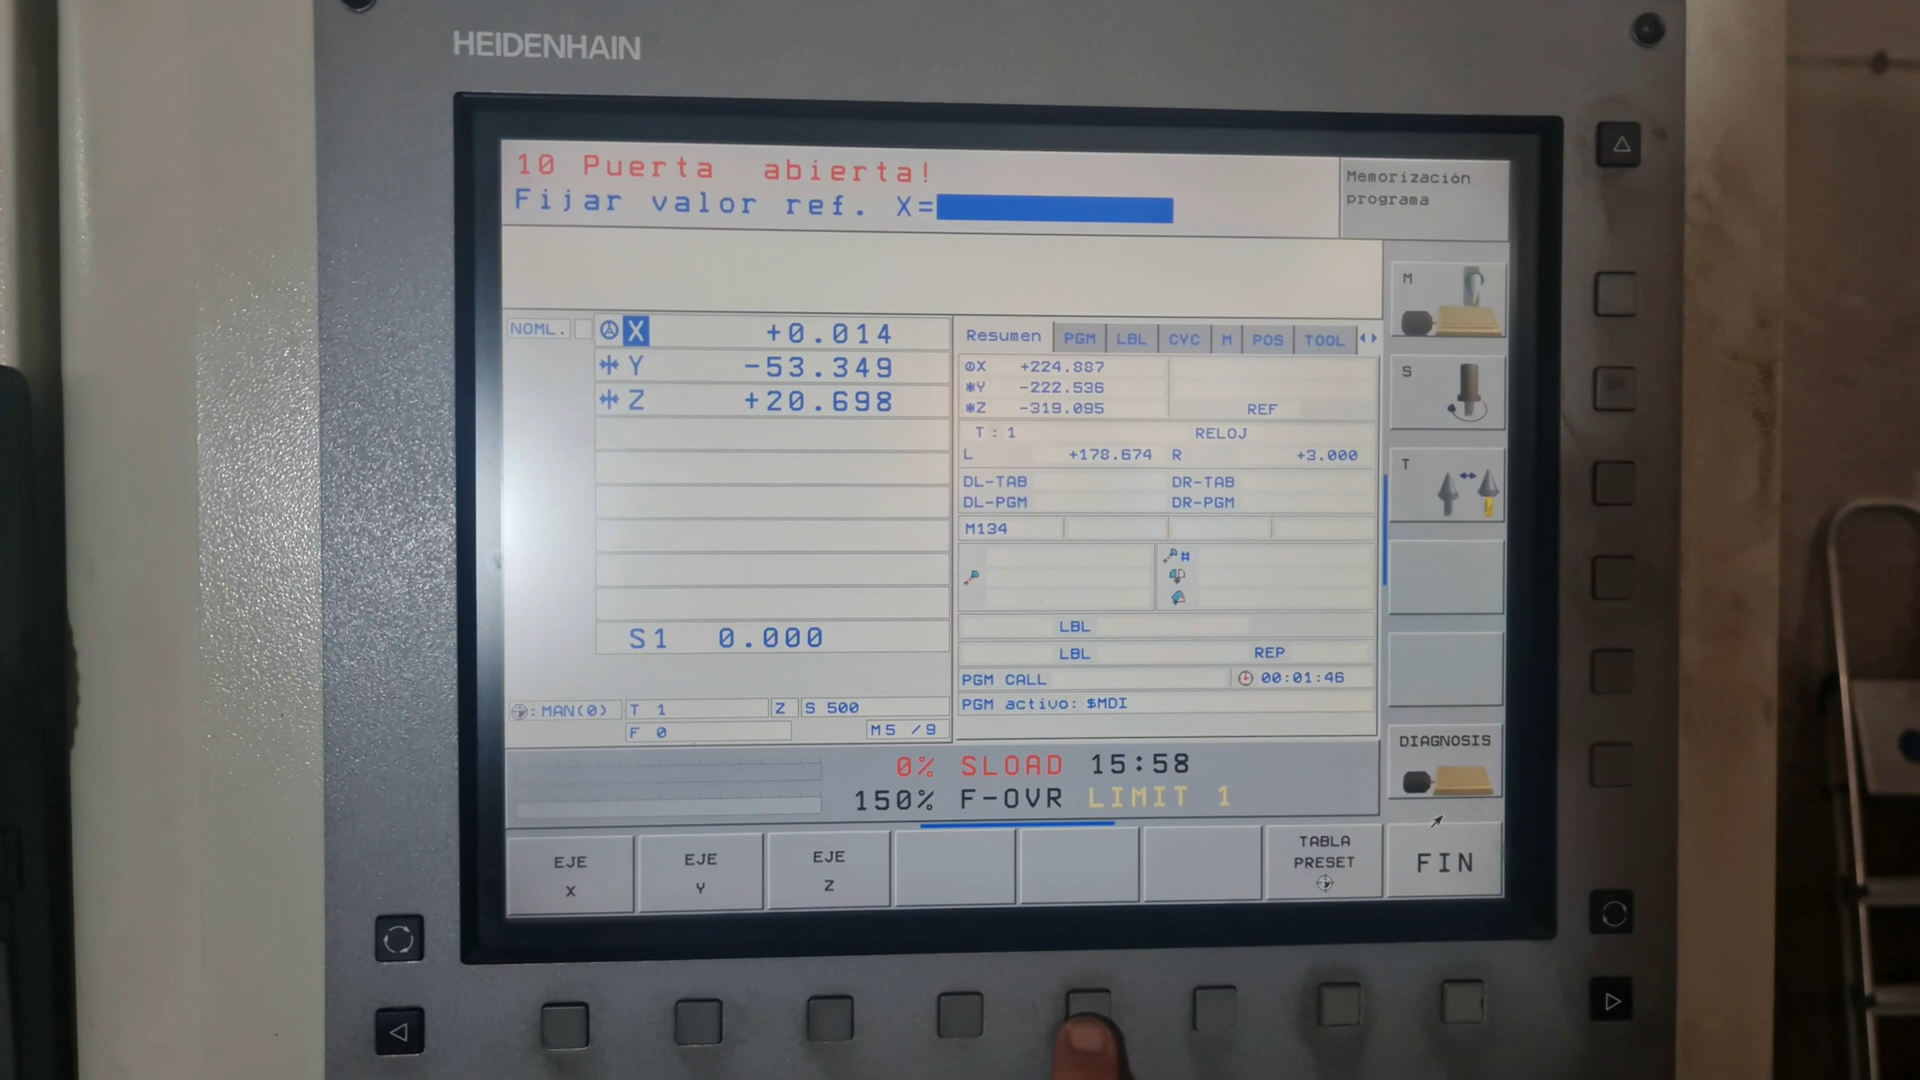 HEIDENHAIN
10 Puerta abierta!
Fijar valor ref. X=
Memorización
programa
NOML.
X +0.014
Y -53.349
Z +20.698
S1 0.000
MAN(0) T 1 Z S 500
F 0 M5 /9
Resumen PGM LBL CYC M POS TOOL
X +224.887
*Y -222.536
*Z -319.095 REF
T : 1 RELOJ
L +178.674 R +3.000
DL-TAB DR-TAB
DL-PGM DR-PGM
M134
#
LBL
LBL REP
PGM CALL 00:01:46
PGM activo: $MDI
0% SLOAD 15:58
150% F-OVR LIMIT 1
M
S
T
DIAGNOSIS
EJE
X
EJE
Y
EJE
Z
TABLA
PRESET
FIN